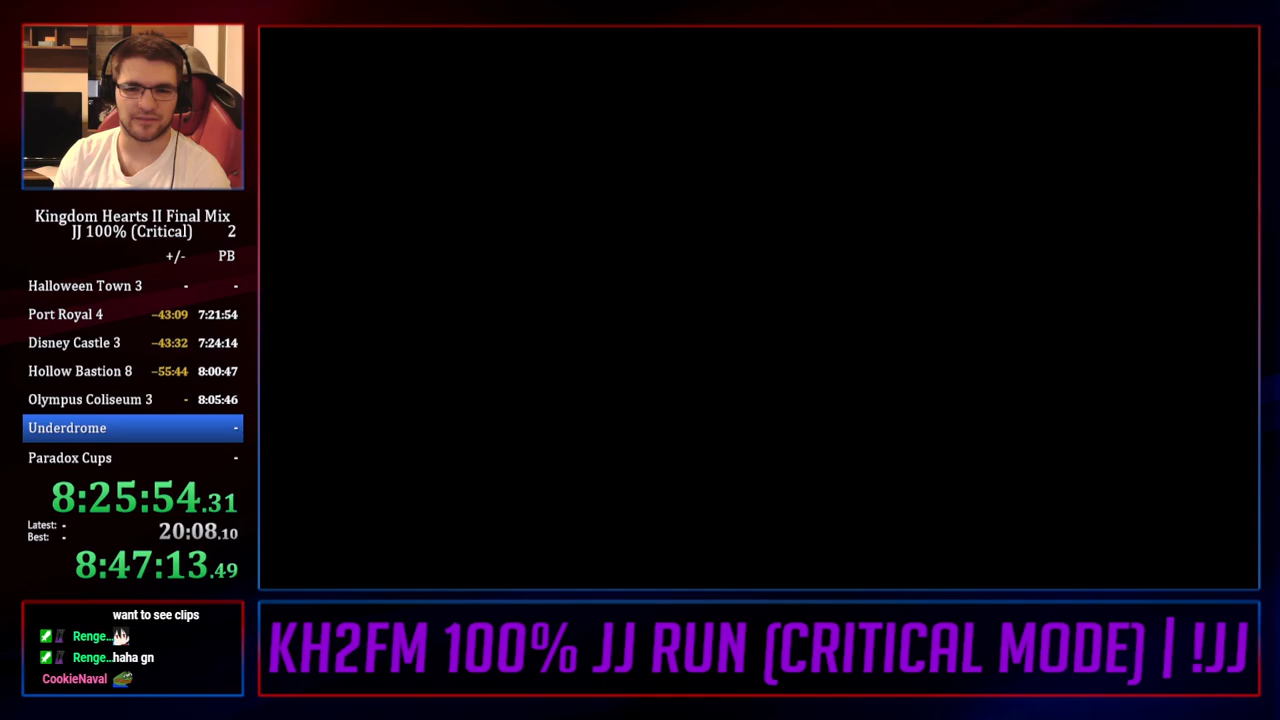 Kingdom Hearts II Final Mix
JJ 100% (Critical) 2
+/- PB
Halloween Town 3 - -
Port Royal 4 −43:09 7:21:54
Disney Castle 3 −43:32 7:24:14
Hollow Bastion 8 −55:44 8:00:47
Olympus Coliseum 3 - 8:05:46
Underdrome -
Paradox Cups -
8:25:54.31
Latest: - 20:08.10
Best: -
8:47:13.49
want to see clips
Renge...
Renge... haha gn
CookieNaval
KH2FM 100% JJ RUN (CRITICAL MODE) | !JJ